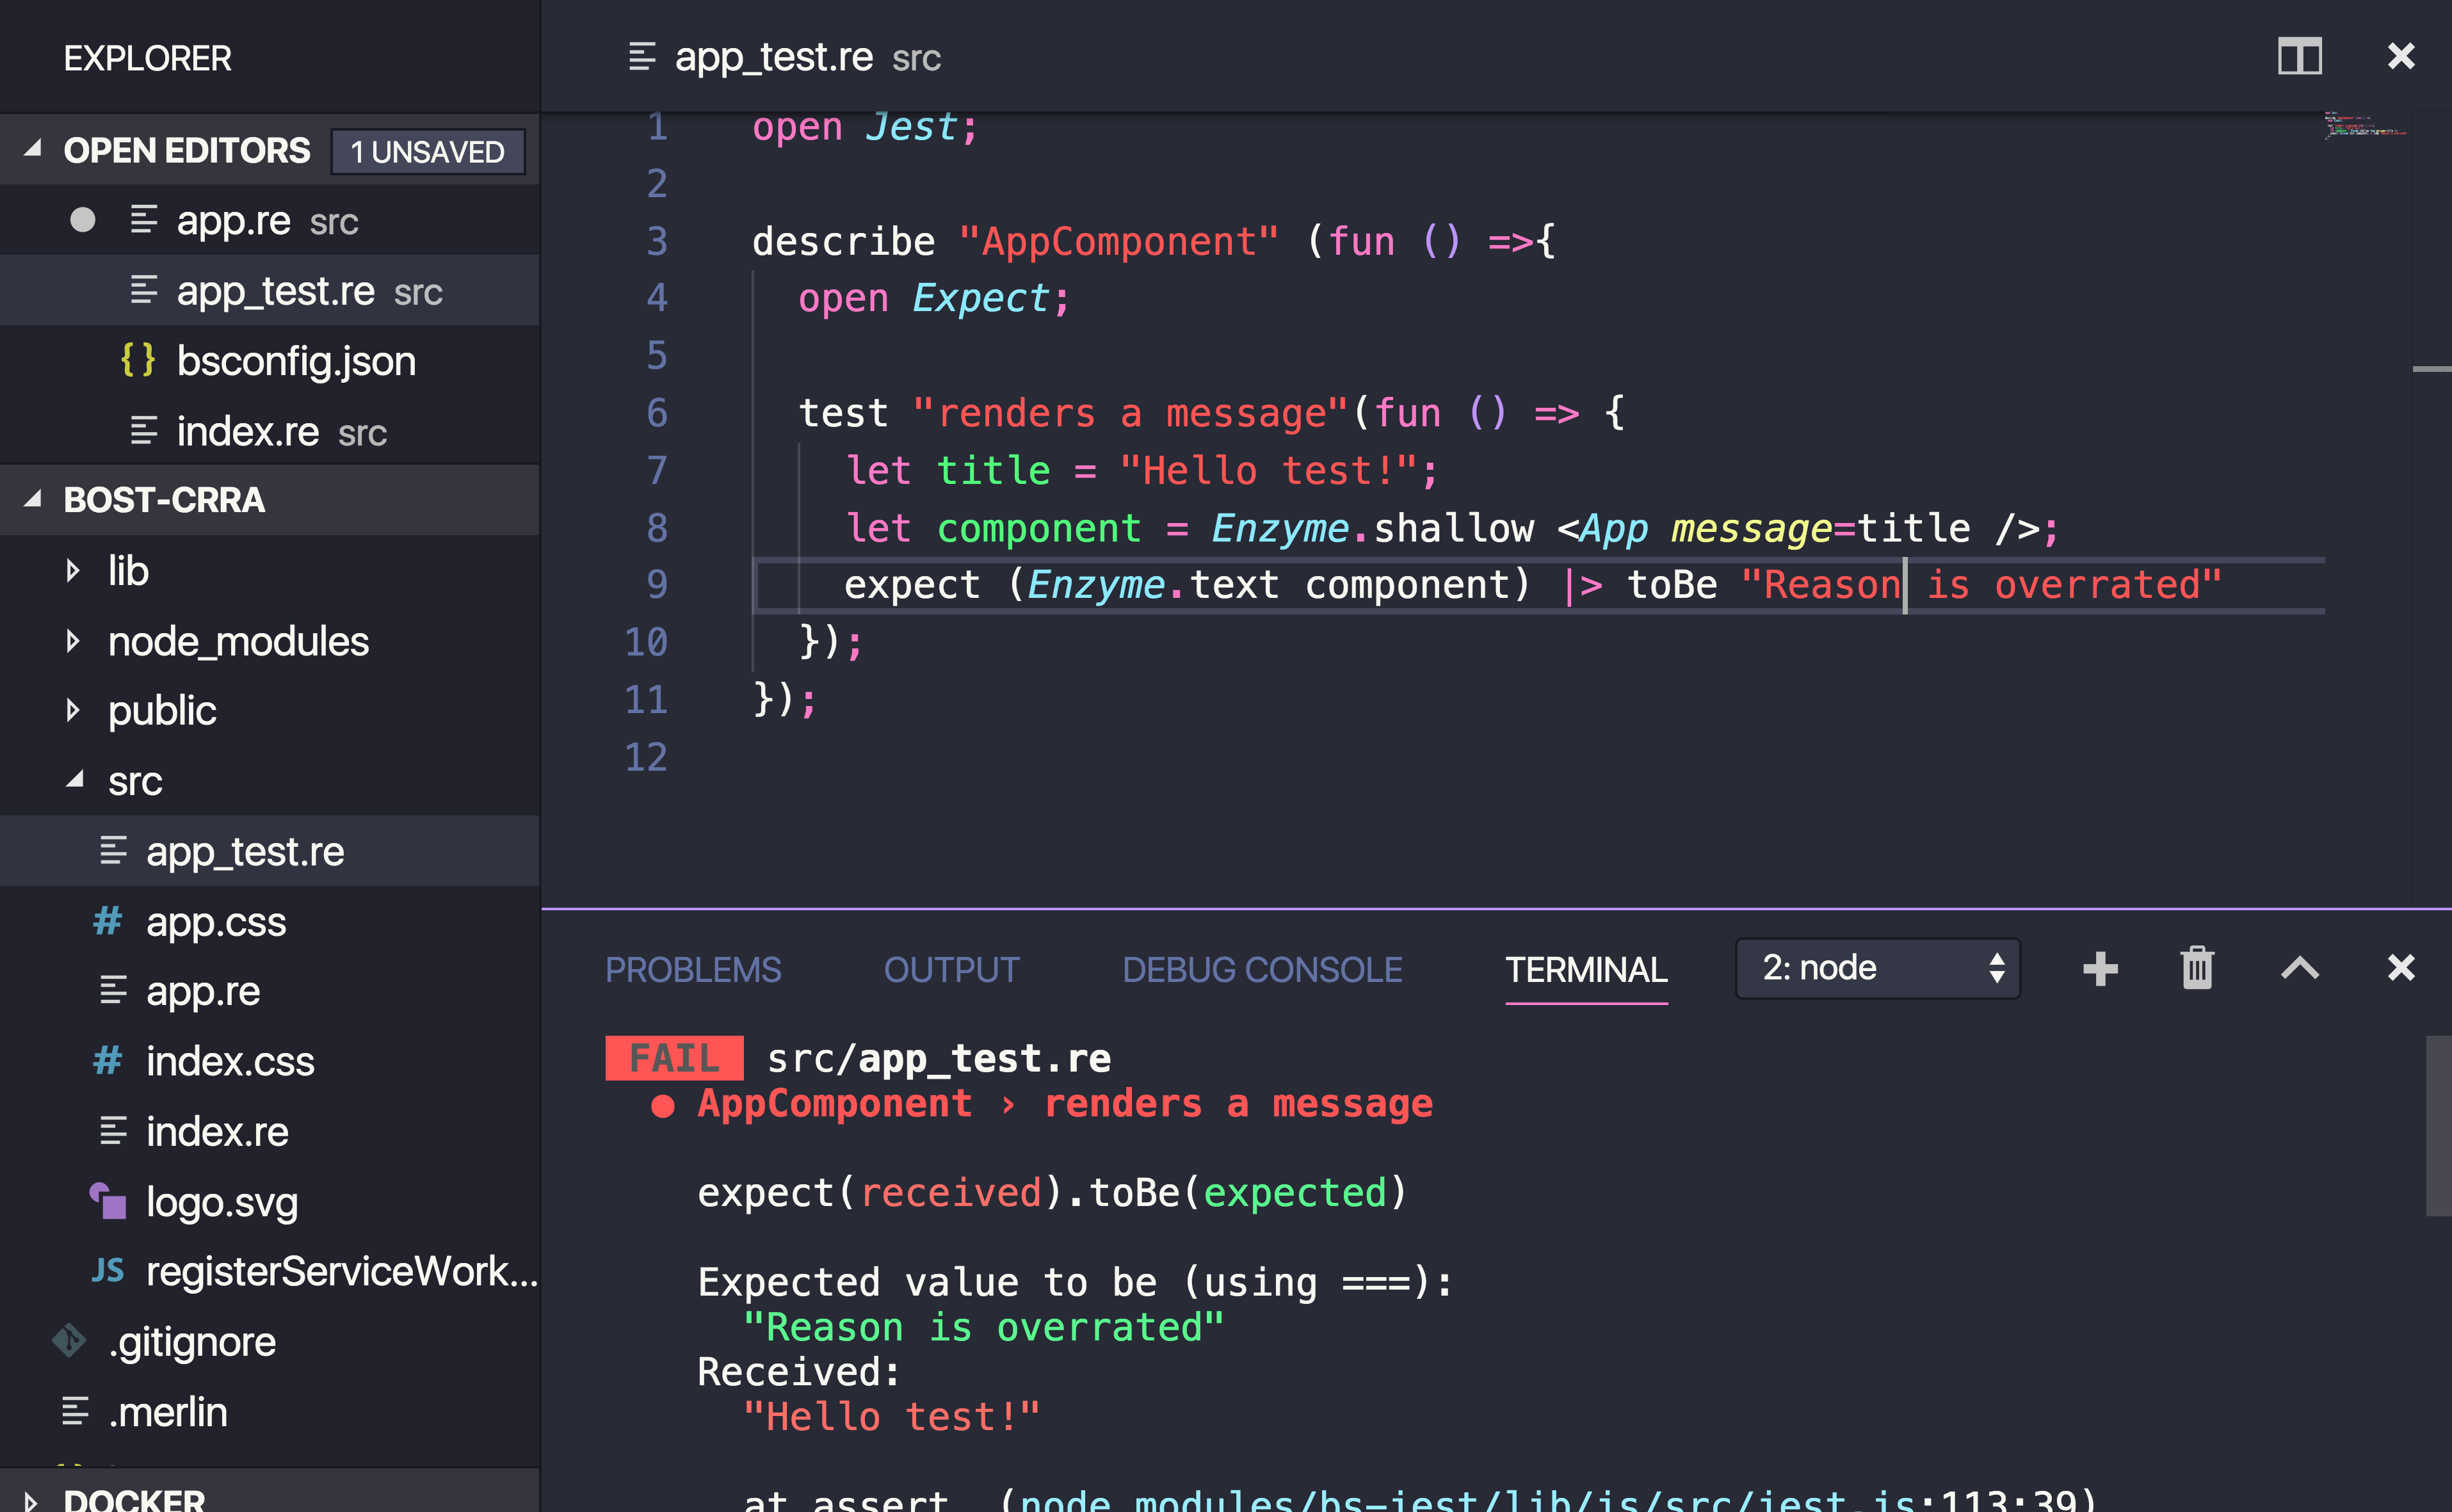 EXPLORER
OPEN EDITORS 1 UNSAVED
app.re src
app_test.re src
{} bsconfig.json
index.re src
BOST-CRRA
lib
node_modules
public
src
app_test.re
# app.css
app.re
# index.css
index.re
logo.svg
JS registerServiceWork...
.gitignore
.merlin
DOCKER
app_test.re src
1 open Jest;
2
3 describe "AppComponent" (fun () =>{
4 open Expect;
5
6 test "renders a message"(fun () => {
7 let title = "Hello test!";
8 let component = Enzyme.shallow <App message=title />;
9 expect (Enzyme.text component) |> toBe "Reason is overrated"
10 });
11 });
12
PROBLEMS OUTPUT DEBUG CONSOLE TERMINAL 2: node
FAIL src/app_test.re
● AppComponent › renders a message
expect(received).toBe(expected)
Expected value to be (using ===):
"Reason is overrated"
Received:
"Hello test!"
at assert_ (node_modules/bs-jest/lib/js/src/jest.js:113:39)